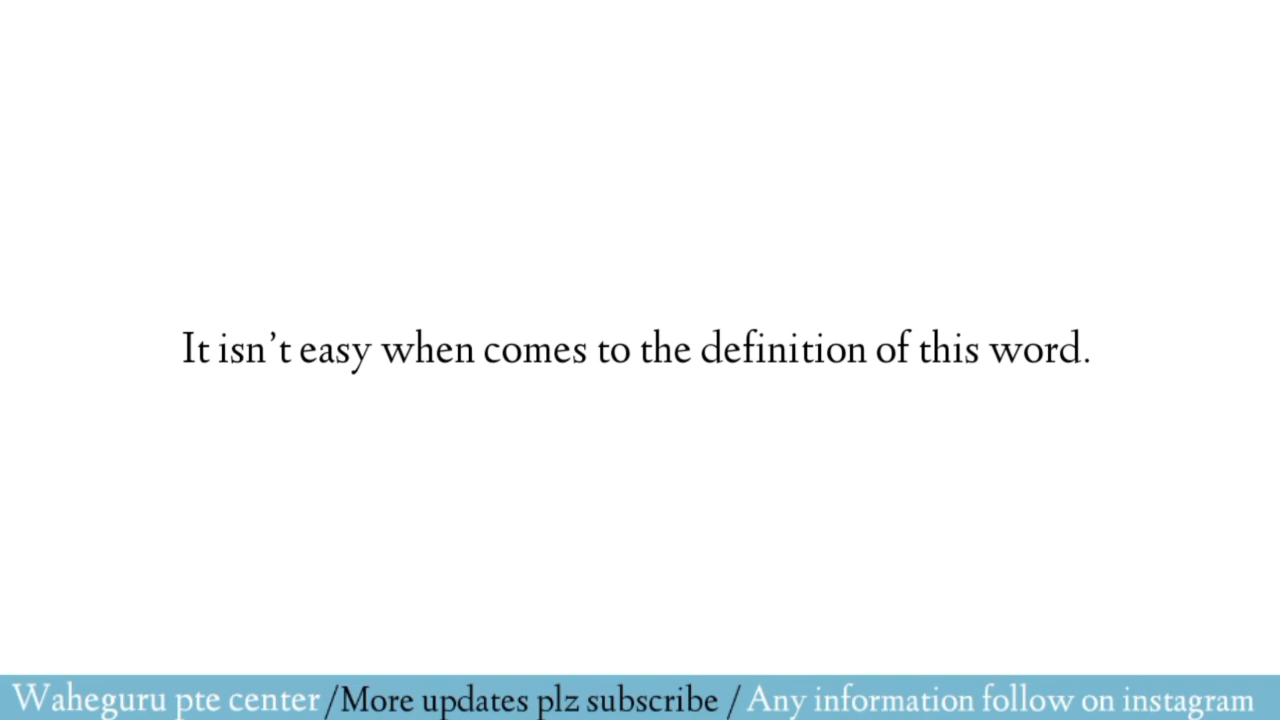 It isn’t easy when comes to the definition of this word.
Waheguru pte center /More updates plz subscribe / Any information follow on instagram